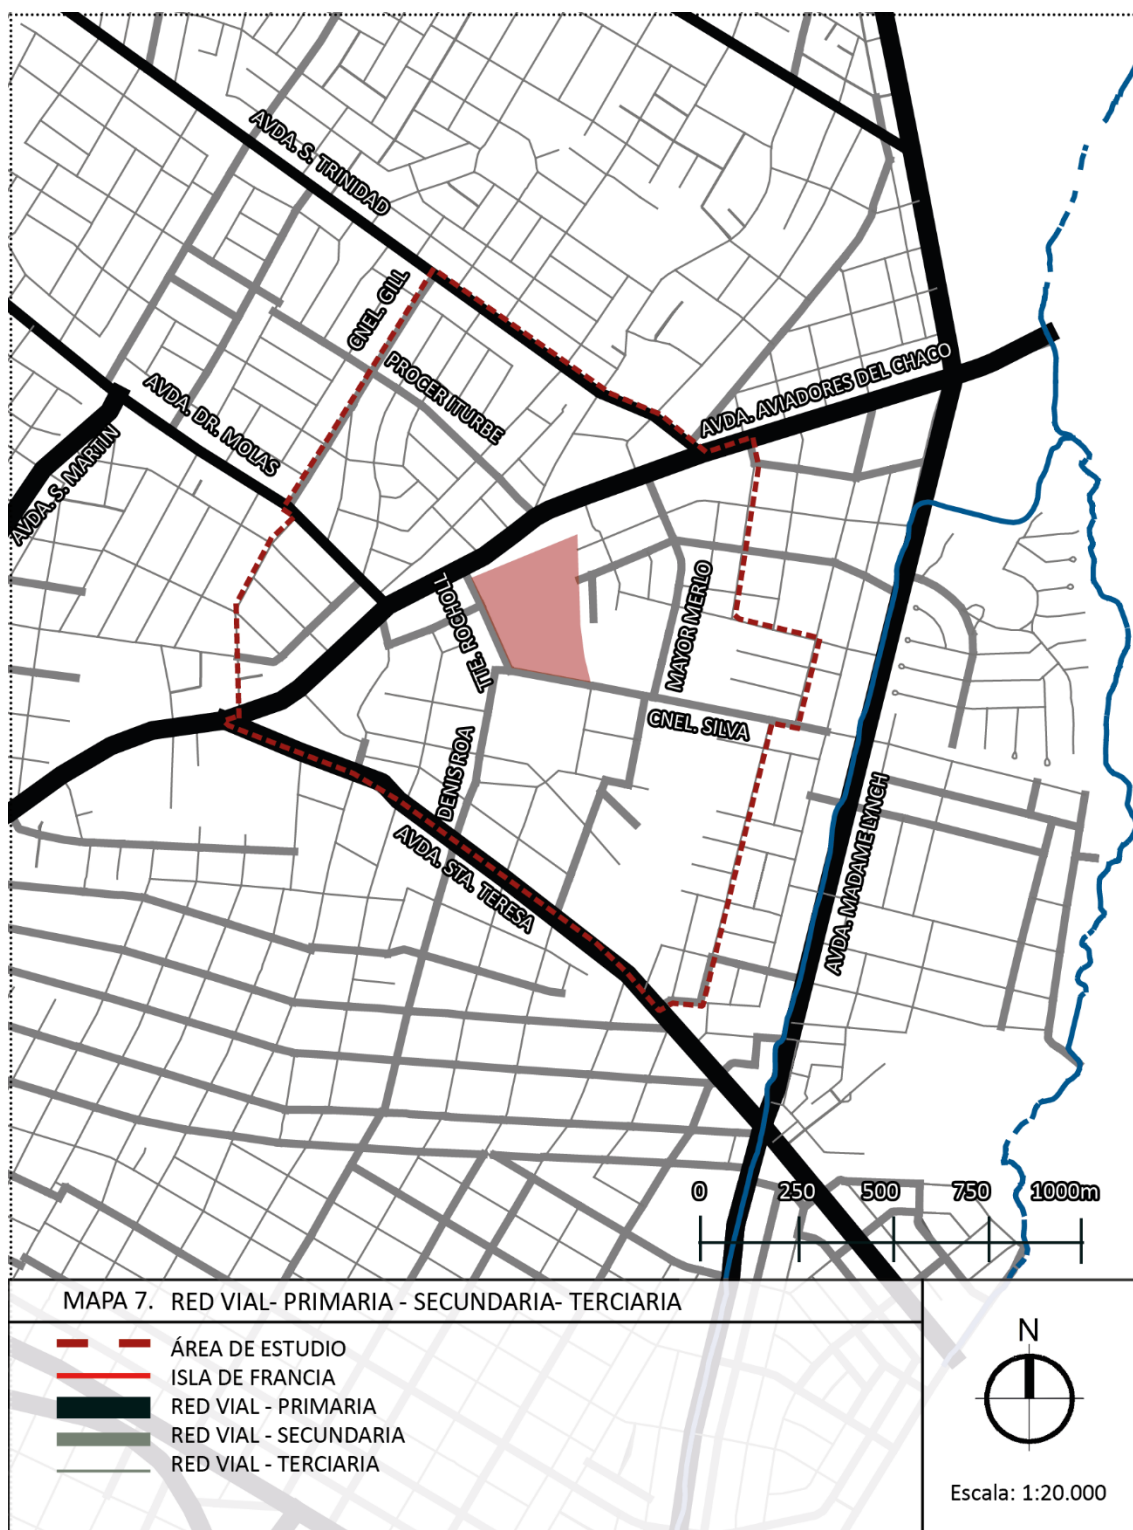 AVDA. S. TRINIDAD
CNEL. GILL
PROCER ITURBE
AVDA. AVIADORES DEL CHACO
AVDA. DR. MOLAS
AVDA. S. MARTIN
TTE. ROCHOLL
MAYOR MERLO
CNEL. SILVA
DENIS ROA
AVDA. STA. TERESA
AVDA. MADAME LYNCH
0 250 500 750 1000m
MAPA 7. RED VIAL- PRIMARIA - SECUNDARIA- TERCIARIA
ÁREA DE ESTUDIO
ISLA DE FRANCIA
RED VIAL - PRIMARIA
RED VIAL - SECUNDARIA
RED VIAL - TERCIARIA
N
Escala: 1:20.000